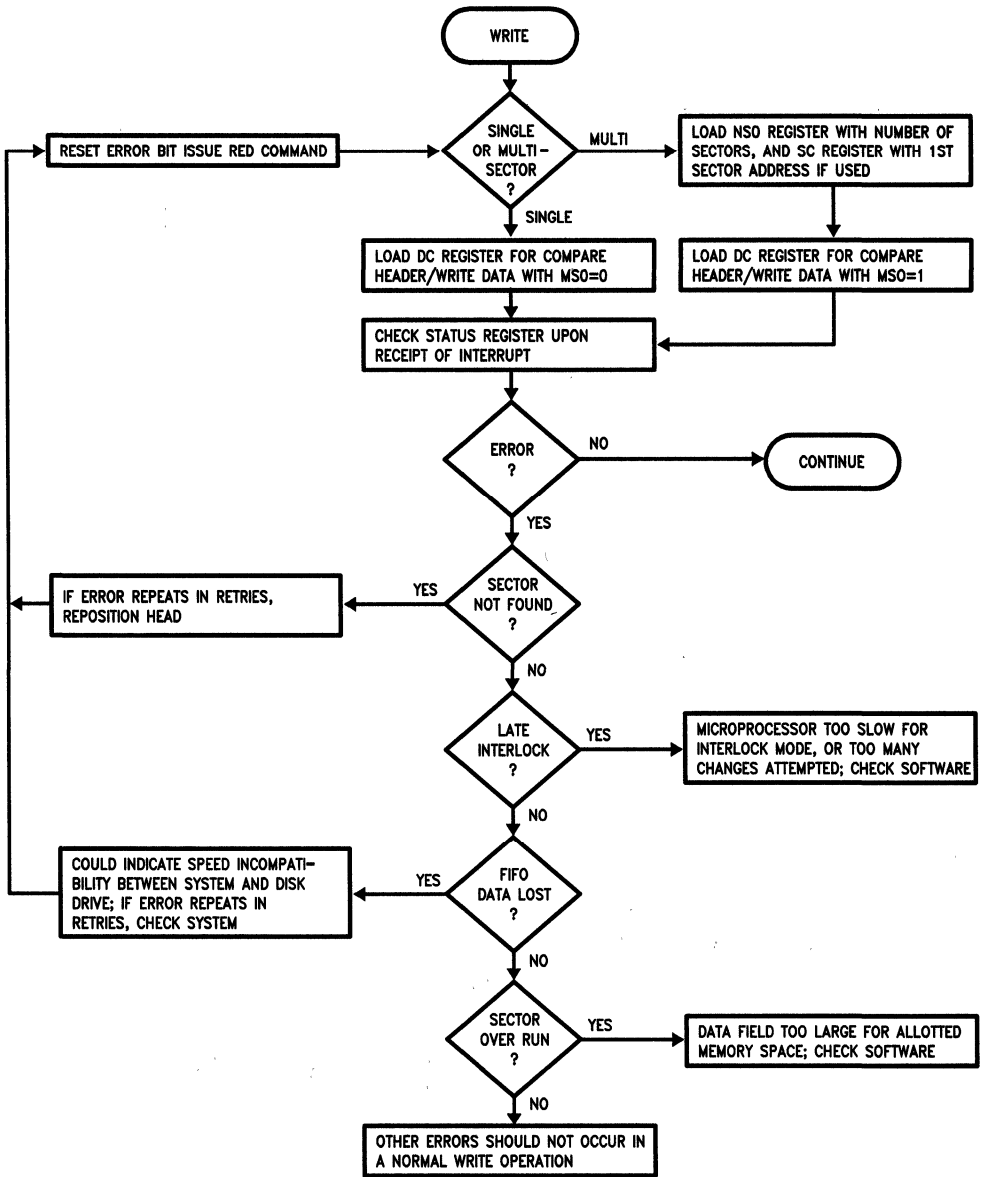 WRITE
RESET ERROR BIT ISSUE RED COMMAND
SINGLE
OR MULTI-
SECTOR
?
MULTI
LOAD NSO REGISTER WITH NUMBER OF
SECTORS, AND SC REGISTER WITH 1ST
SECTOR ADDRESS IF USED
SINGLE
LOAD DC REGISTER FOR COMPARE
HEADER/WRITE DATA WITH MSO=0
LOAD DC REGISTER FOR COMPARE
HEADER/WRITE DATA WITH MSO=1
CHECK STATUS REGISTER UPON
RECEIPT OF INTERRUPT
ERROR
?
NO
CONTINUE
YES
SECTOR
NOT FOUND
?
YES
IF ERROR REPEATS IN RETRIES,
REPOSITION HEAD
NO
LATE
INTERLOCK
?
YES
MICROPROCESSOR TOO SLOW FOR
INTERLOCK MODE, OR TOO MANY
CHANGES ATTEMPTED; CHECK SOFTWARE
NO
FIFO
DATA LOST
?
YES
COULD INDICATE SPEED INCOMPATI-
BILITY BETWEEN SYSTEM AND DISK
DRIVE; IF ERROR REPEATS IN
RETRIES, CHECK SYSTEM
NO
SECTOR
OVER RUN
?
YES
DATA FIELD TOO LARGE FOR ALLOTTED
MEMORY SPACE; CHECK SOFTWARE
NO
OTHER ERRORS SHOULD NOT OCCUR IN
A NORMAL WRITE OPERATION